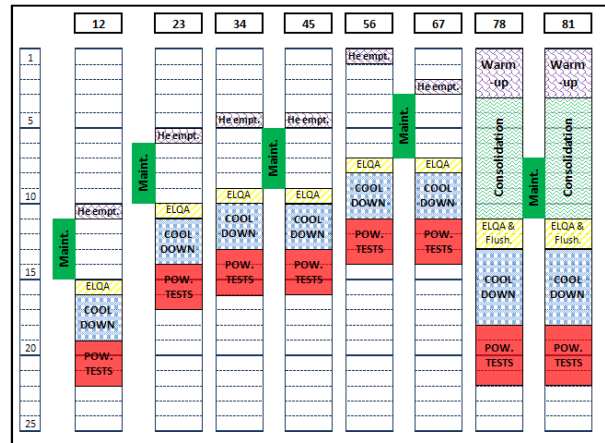 12 23 34 45 56 67 78 81
1
He empt.
Warm
-up
Warm
-up
He empt.
5
He empt.
He empt.
Maint.
He empt.
Maint.
Maint.
Consolidation
Maint.
Consolidation
ELQA
ELQA
10
ELQA
ELQA
COOL
DOWN
COOL
DOWN
He empt.
ELQA
COOL
DOWN
COOL
DOWN
Maint.
COOL
DOWN
POW.
TESTS
POW.
TESTS
ELQA &
Flush.
ELQA &
Flush.
POW.
TESTS
POW.
TESTS
15
ELQA
POW.
TESTS
COOL
DOWN
COOL
DOWN
COOL
DOWN
20
POW.
TESTS
POW.
TESTS
POW.
TESTS
25